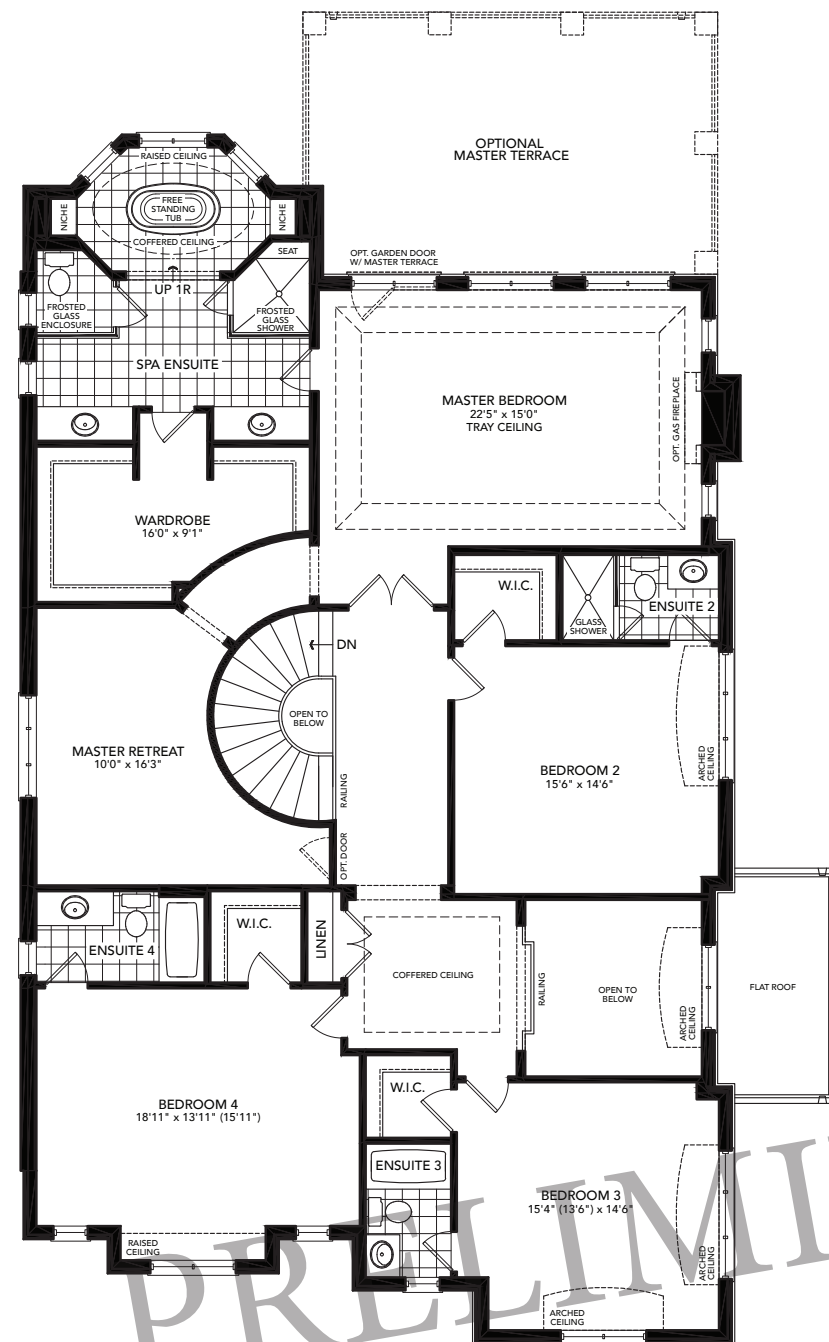 OPTIONAL
MASTER TERRACE
RAISED CEILING
NICHE
FREE
STANDING
TUB
NICHE
COFFERED CEILING
SEAT
OPT. GARDEN DOOR
W/ MASTER TERRACE
UP 1R
FROSTED
GLASS
ENCLOSURE
FROSTED
GLASS
SHOWER
SPA ENSUITE
MASTER BEDROOM
22'5" x 15'0"
TRAY CEILING
OPT. GAS FIREPLACE
WARDROBE
16'0" x 9'1"
W.I.C.
GLASS
SHOWER
ENSUITE 2
DN
OPEN TO
BELOW
MASTER RETREAT
10'0" x 16'3"
RAILING
OPT. DOOR
BEDROOM 2
15'6" x 14'6"
ARCHED
CEILING
ENSUITE 4
W.I.C.
LINEN
COFFERED CEILING
RAILING
OPEN TO
BELOW
ARCHED
CEILING
FLAT ROOF
BEDROOM 4
18'11" x 13'11" (15'11")
W.I.C.
ENSUITE 3
BEDROOM 3
15'4" (13'6") x 14'6"
ARCHED
CEILING
RAISED
CEILING
ARCHED
CEILING
PRELIMI